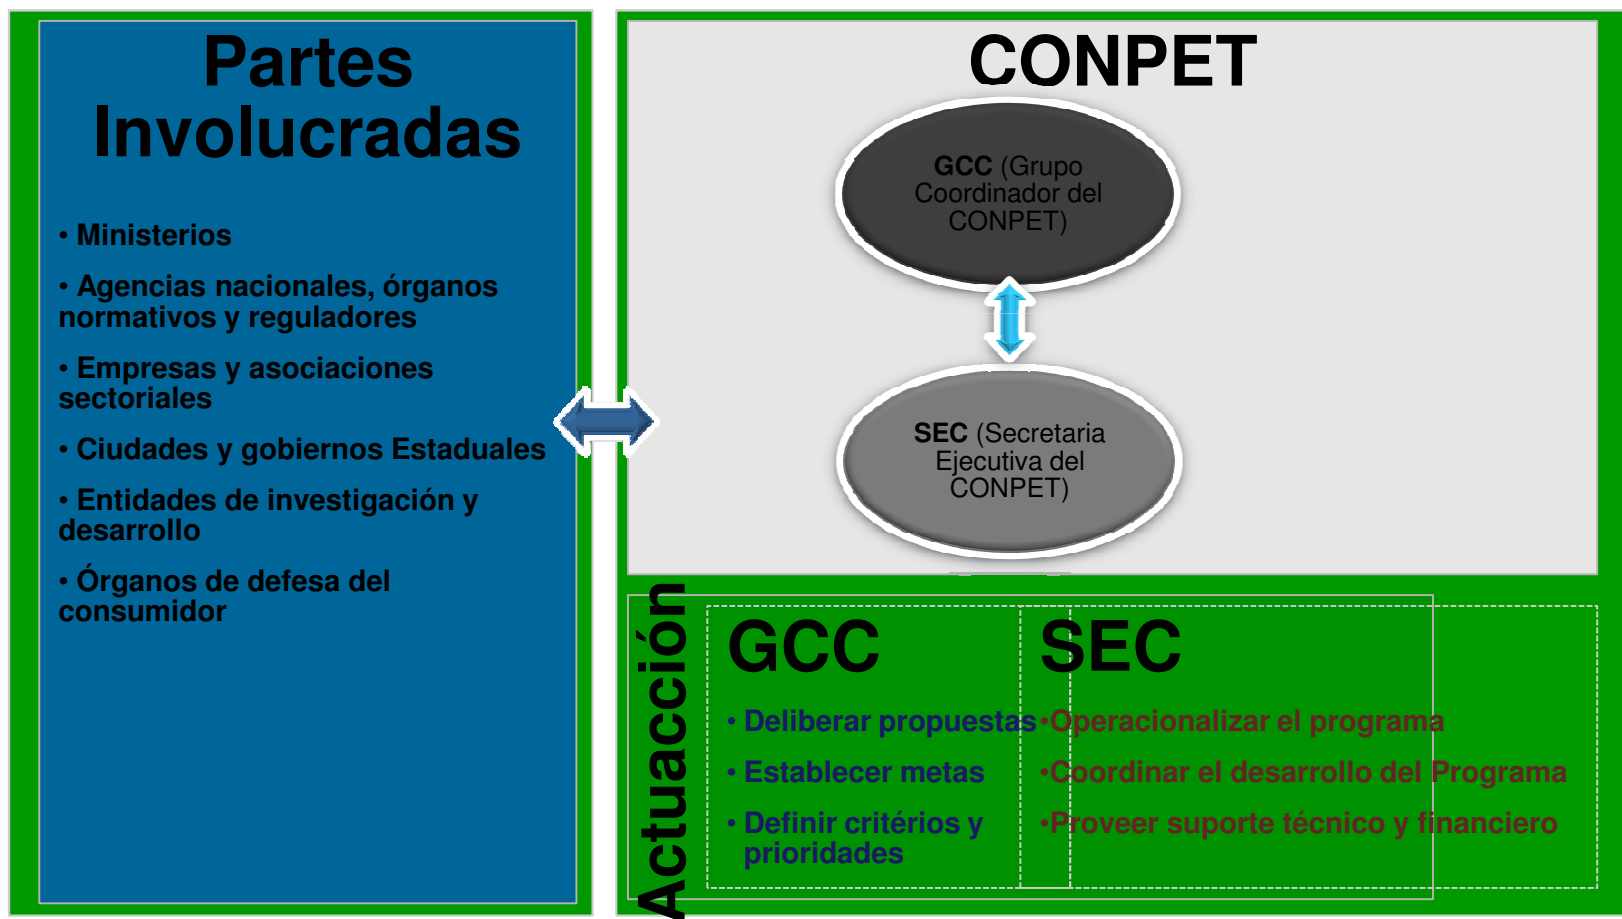 Partes
Involucradas
• Ministerios
• Agencias nacionales, órganos
normativos y reguladores
• Empresas y asociaciones
sectoriales
• Ciudades y gobiernos Estaduales
• Entidades de investigación y
desarrollo
• Órganos de defesa del
consumidor
CONPET
GCC (Grupo
Coordinador del
CONPET)
SEC (Secretaria
Ejecutiva del
CONPET)
Actuacción
GCC
• Deliberar propuestas
• Establecer metas
• Definir critérios y
prioridades
SEC
•Operacionalizar el programa
•Coordinar el desarrollo del Programa
•Proveer suporte técnico y financiero